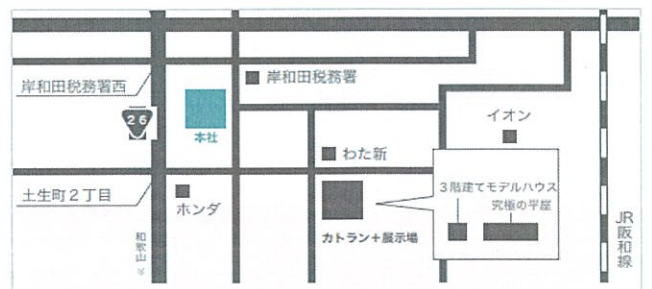 岸和田税務署西
岸和田税務署
26
本社
イオン
わた新
土生町2丁目
ホンダ
カトラン+展示場
3階建てモデルハウス
究極の平屋
和歌山
JR阪和線